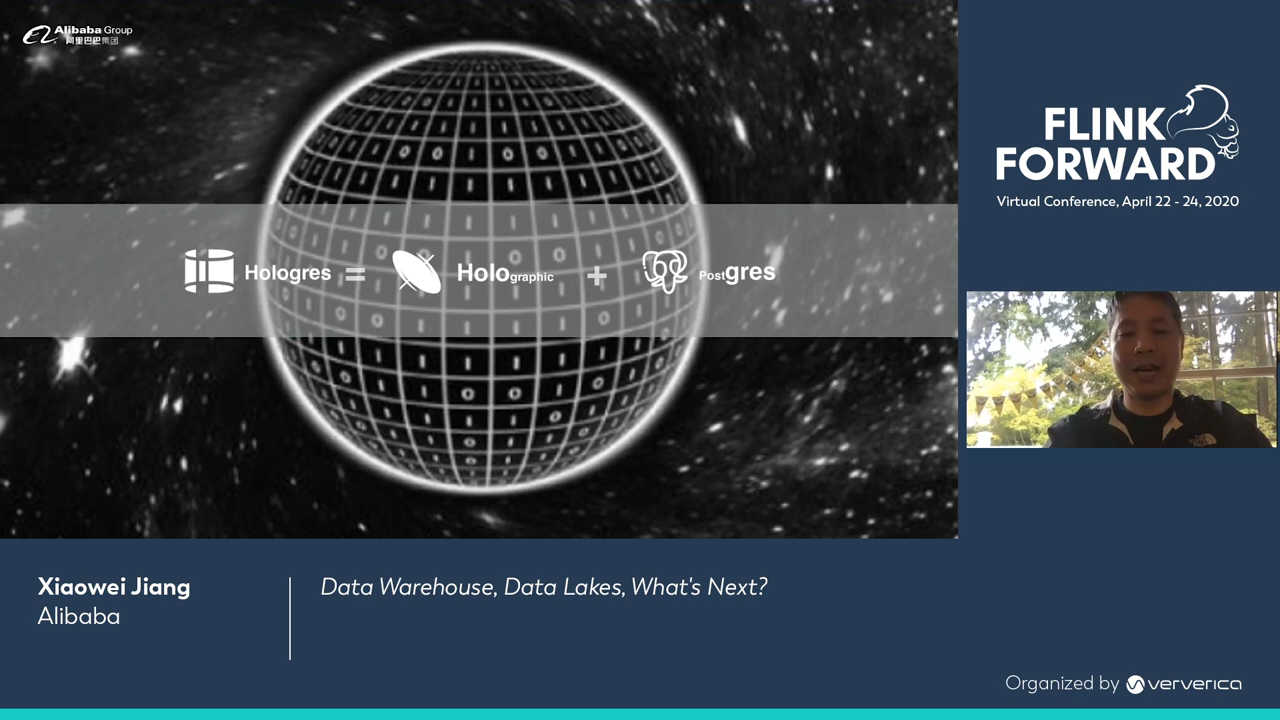 Alibaba Group
阿里巴巴集团
Hologres = Holographic + Postgres
FLINK
FORWARD
Virtual Conference, April 22 - 24, 2020
Xiaowei Jiang
Alibaba
Data Warehouse, Data Lakes, What's Next?
Organized by ververica